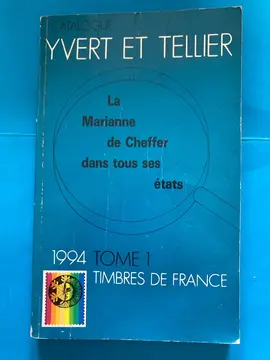 CATALOGUE
YVERT ET TELLIER
La
Marianne
de Cheffer
dans tous ses
états
1994 TOME 1
TIMBRES DE FRANCE